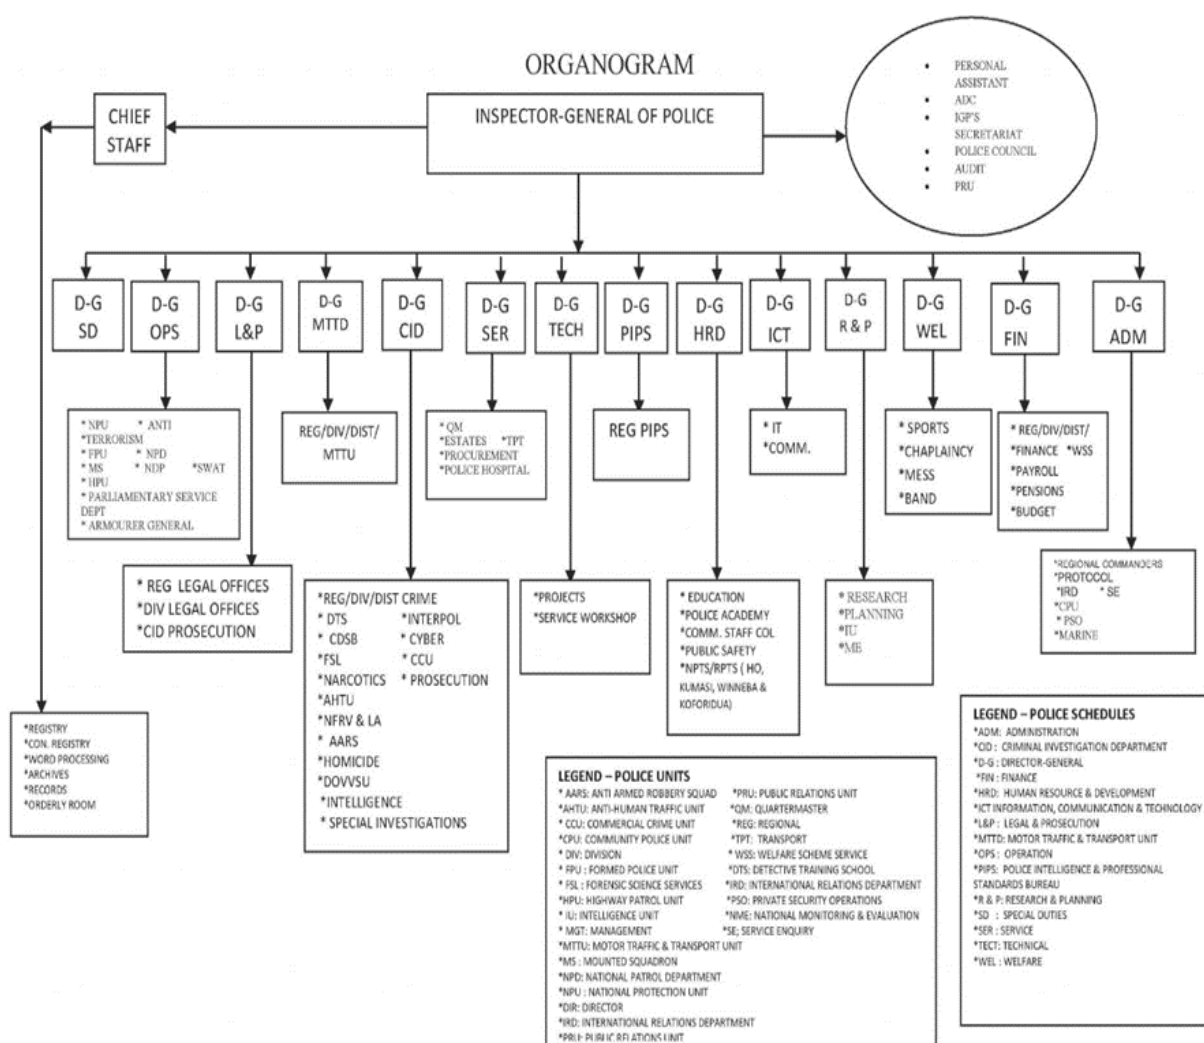 ORGANOGRAM
CHIEF
STAFF
INSPECTOR-GENERAL OF POLICE
• PERSONAL
ASSISTANT
• ADC
• IGP'S
SECRETARIAT
• POLICE COUNCIL
• AUDIT
• PRU
D-G
SD
D-G
OPS
D-G
L&P
D-G
MTTD
D-G
CID
D-G
SER
D-G
TECH
D-G
PIPS
D-G
HRD
D-G
ICT
D-G
R & P
D-G
WEL
D-G
FIN
D-G
ADM
* NPU * ANTI
*TERRORISM
* FPU * NPD
* MS * NDP *SWAT
* HPU
* PARLIAMENTARY SERVICE
DEPT
* ARMOURER GENERAL
REG/DIV/DIST/
MTTU
* QM
*ESTATES *TPT
*PROCUREMENT
*POLICE HOSPITAL
REG PIPS
* IT
*COMM.
* SPORTS
*CHAPLAINCY
*MESS
*BAND
* REG/DIV/DIST/
*FINANCE *WSS
*PAYROLL
*PENSIONS
*BUDGET
* REG LEGAL OFFICES
*DIV LEGAL OFFICES
*CID PROSECUTION
*REG/DIV/DIST CRIME
* DTS *INTERPOL
* CDSB * CYBER
*FSL * CCU
*NARCOTICS * PROSECUTION
*AHTU
*NFRV & LA
* AARS
*HOMICIDE
*DOVVSU
*INTELLIGENCE
* SPECIAL INVESTIGATIONS
*PROJECTS
*SERVICE WORKSHOP
* EDUCATION
*POLICE ACADEMY
*COMM. STAFF COL
*PUBLIC SAFETY
*NPTS/RPTS ( HO,
KUMASI, WINNEBA &
KOFORIDUA)
* RESEARCH
*PLANNING
*IU
*ME
*REGIONAL COMMANDERS
*PROTOCOL
*IRD * SE
*CPU
* PSO
*MARINE
*REGISTRY
*CON. REGISTRY
*WORD PROCESSING
*ARCHIVES
*RECORDS
*ORDERLY ROOM
LEGEND – POLICE UNITS
* AARS: ANTI ARMED ROBBERY SQUAD *PRU: PUBLIC RELATIONS UNIT
*AHTU: ANTI-HUMAN TRAFFIC UNIT *QM: QUARTERMASTER
* CCU: COMMERCIAL CRIME UNIT *REG: REGIONAL
*CPU: COMMUNITY POLICE UNIT *TPT: TRANSPORT
* DIV: DIVISION * WSS: WELFARE SCHEME SERVICE
* FPU : FORMED POLICE UNIT *DTS: DETECTIVE TRAINING SCHOOL
* FSL : FORENSIC SCIENCE SERVICES *IRD: INTERNATIONAL RELATIONS DEPARTMENT
*HPU: HIGHWAY PATROL UNIT *PSO: PRIVATE SECURITY OPERATIONS
* IU: INTELLIGENCE UNIT *NME: NATIONAL MONITORING & EVALUATION
* MGT: MANAGEMENT *SE; SERVICE ENQUIRY
*MTTU: MOTOR TRAFFIC & TRANSPORT UNIT
*MS : MOUNTED SQUADRON
*NPD: NATIONAL PATROL DEPARTMENT
*NPU : NATIONAL PROTECTION UNIT
*DIR: DIRECTOR
*IRD: INTERNATIONAL RELATIONS DEPARTMENT
*PRU: PUBLIC RELATIONS UNIT
LEGEND – POLICE SCHEDULES
*ADM: ADMINISTRATION
*CID : CRIMINAL INVESTIGATION DEPARTMENT
*D-G : DIRECTOR-GENERAL
*FIN : FINANCE
*HRD: HUMAN RESOURCE & DEVELOPMENT
*ICT INFORMATION, COMMUNICATION & TECHNOLOGY
*L&P : LEGAL & PROSECUTION
*MTTD: MOTOR TRAFFIC & TRANSPORT UNIT
*OPS : OPERATION
*PIPS: POLICE INTELLIGENCE & PROFESSIONAL
STANDARDS BUREAU
*R & P: RESEARCH & PLANNING
*SD : SPECIAL DUTIES
*SER : SERVICE
*TECT: TECHNICAL
*WEL : WELFARE